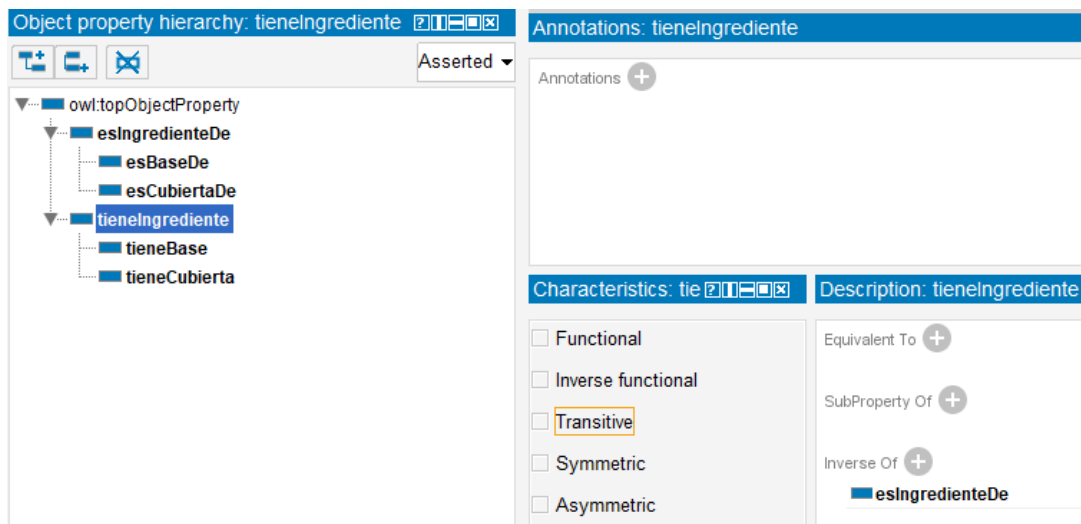 Object property hierarchy: tieneIngrediente
Asserted
owl:topObjectProperty
esIngredienteDe
esBaseDe
esCubiertaDe
tieneIngrediente
tieneBase
tieneCubierta
Annotations: tieneIngrediente
Annotations
Characteristics: tie
Functional
Inverse functional
Transitive
Symmetric
Asymmetric
Description: tieneIngrediente
Equivalent To
SubProperty Of
Inverse Of
esIngredienteDe